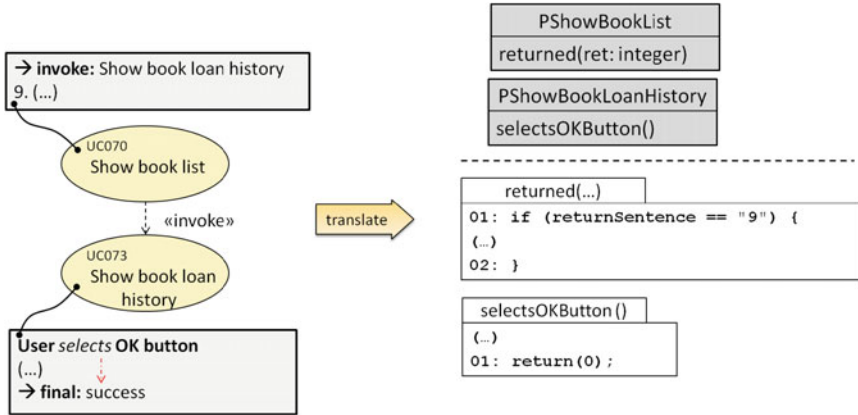 → invoke: Show book loan history
9. (…)
UC070
Show book list
«invoke»
UC073
Show book loan
history
User selects OK button
(…)
→ final: success
translate
PShowBookList
returned(ret: integer)
PShowBookLoanHistory
selectsOKButton()
returned(…)
01: if (returnSentence == "9") {
(…)
02: }
selectsOKButton()
(…)
01: return(0);